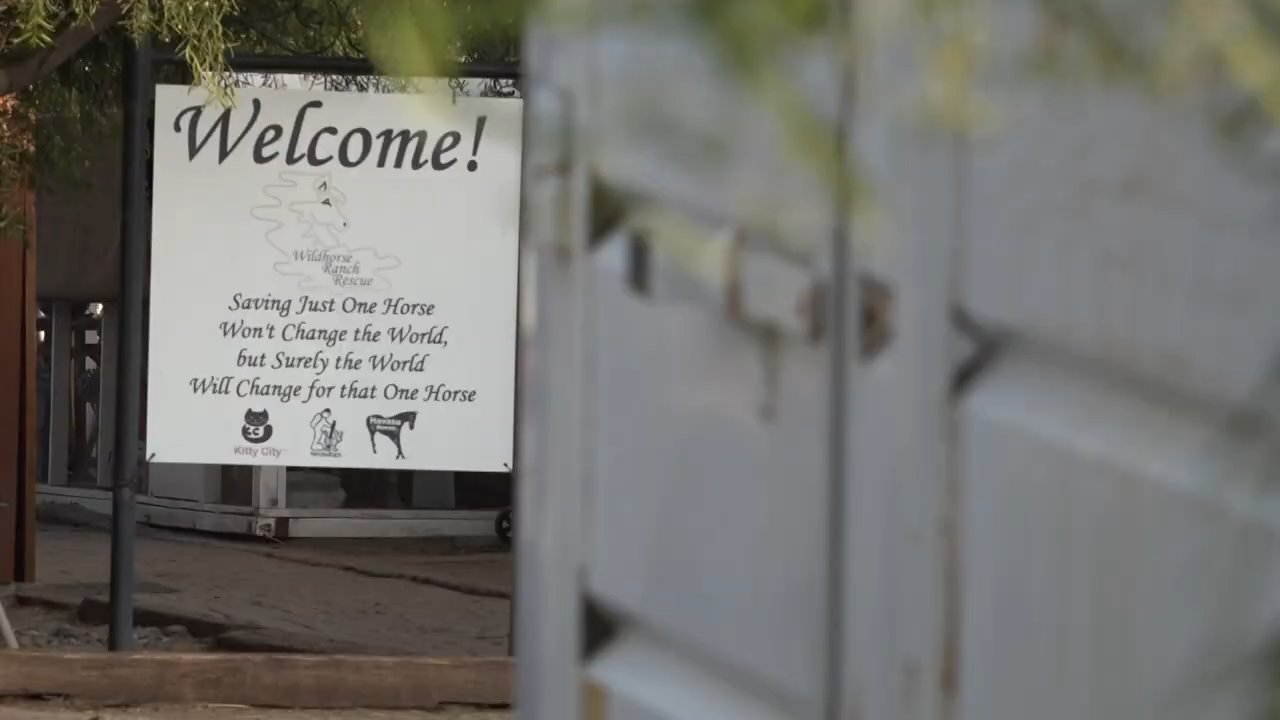 Welcome!
Wildhorse
Ranch
Rescue
Saving Just One Horse
Won't Change the World,
but Surely the World
Will Change for that One Horse
Kitty City
Havana